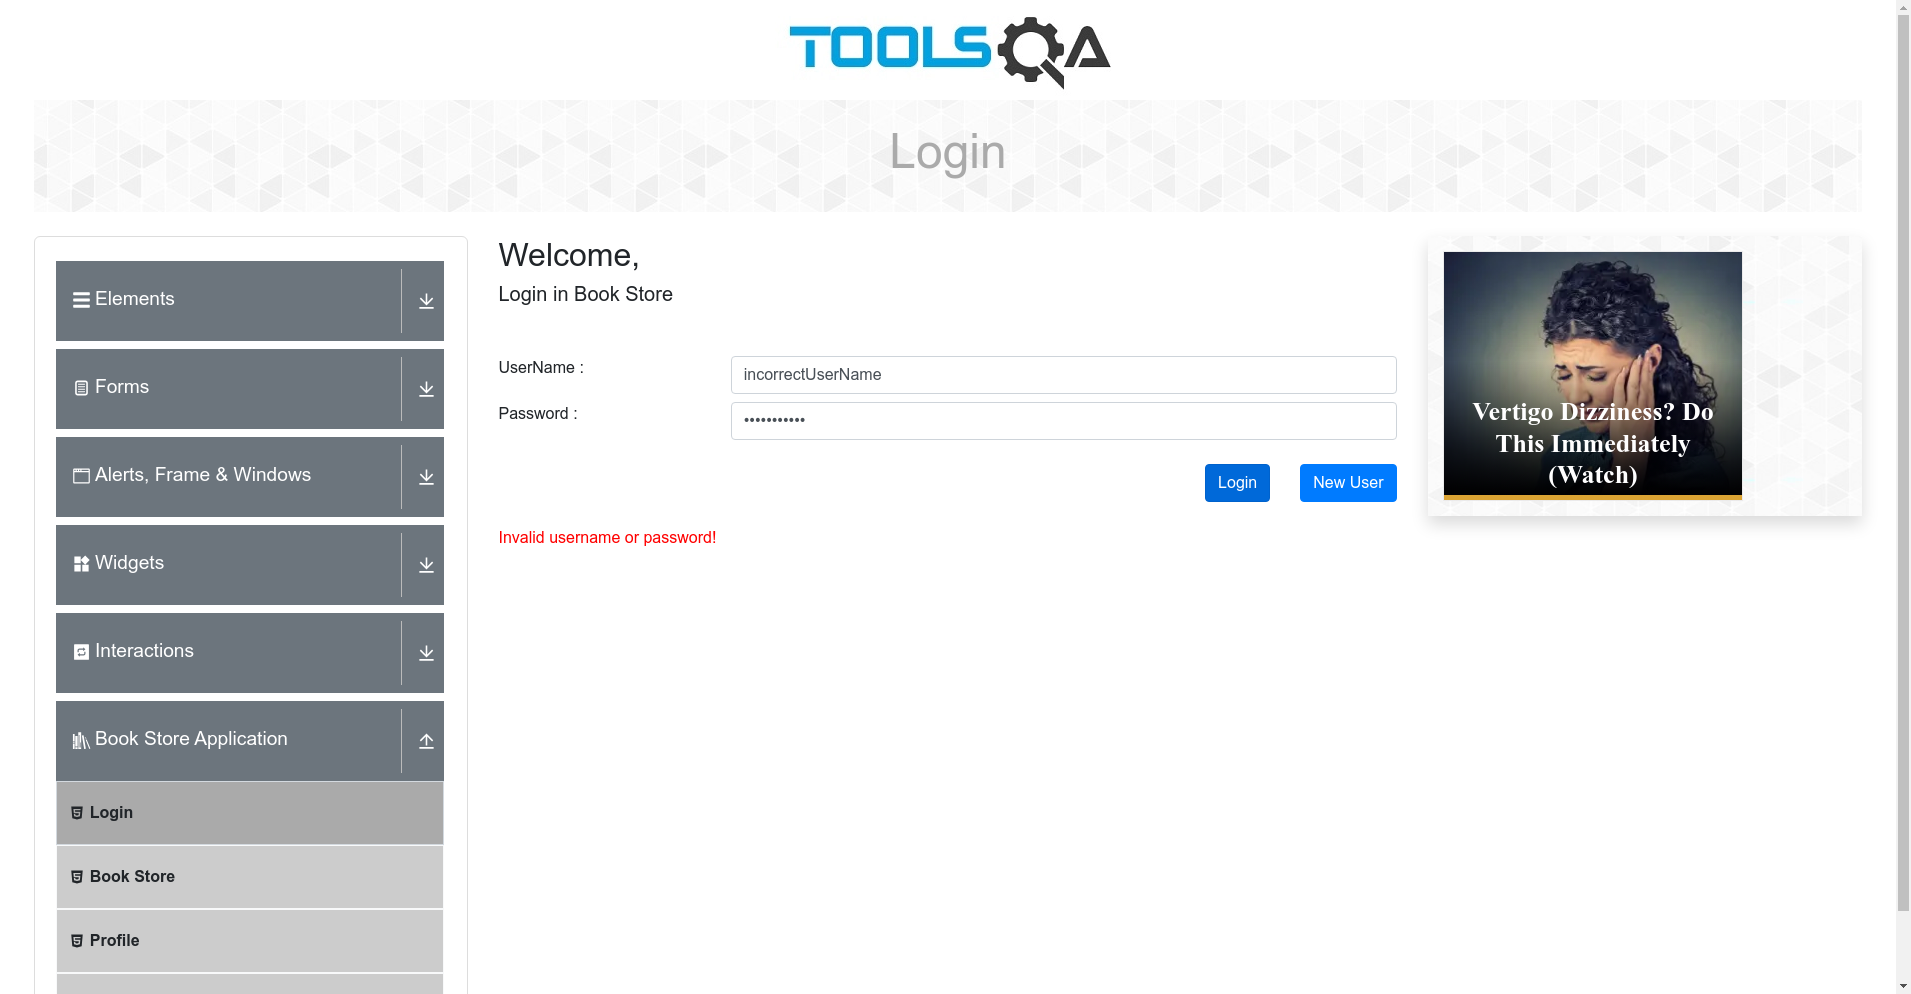 TOOLSQA
Login
Elements
Forms
Alerts, Frame & Windows
Widgets
Interactions
Book Store Application
Login
Book Store
Profile
Welcome,
Login in Book Store
UserName :
incorrectUserName
Password :
•••••••••••
Login
New User
Invalid username or password!
Vertigo Dizziness? Do
This Immediately
(Watch)